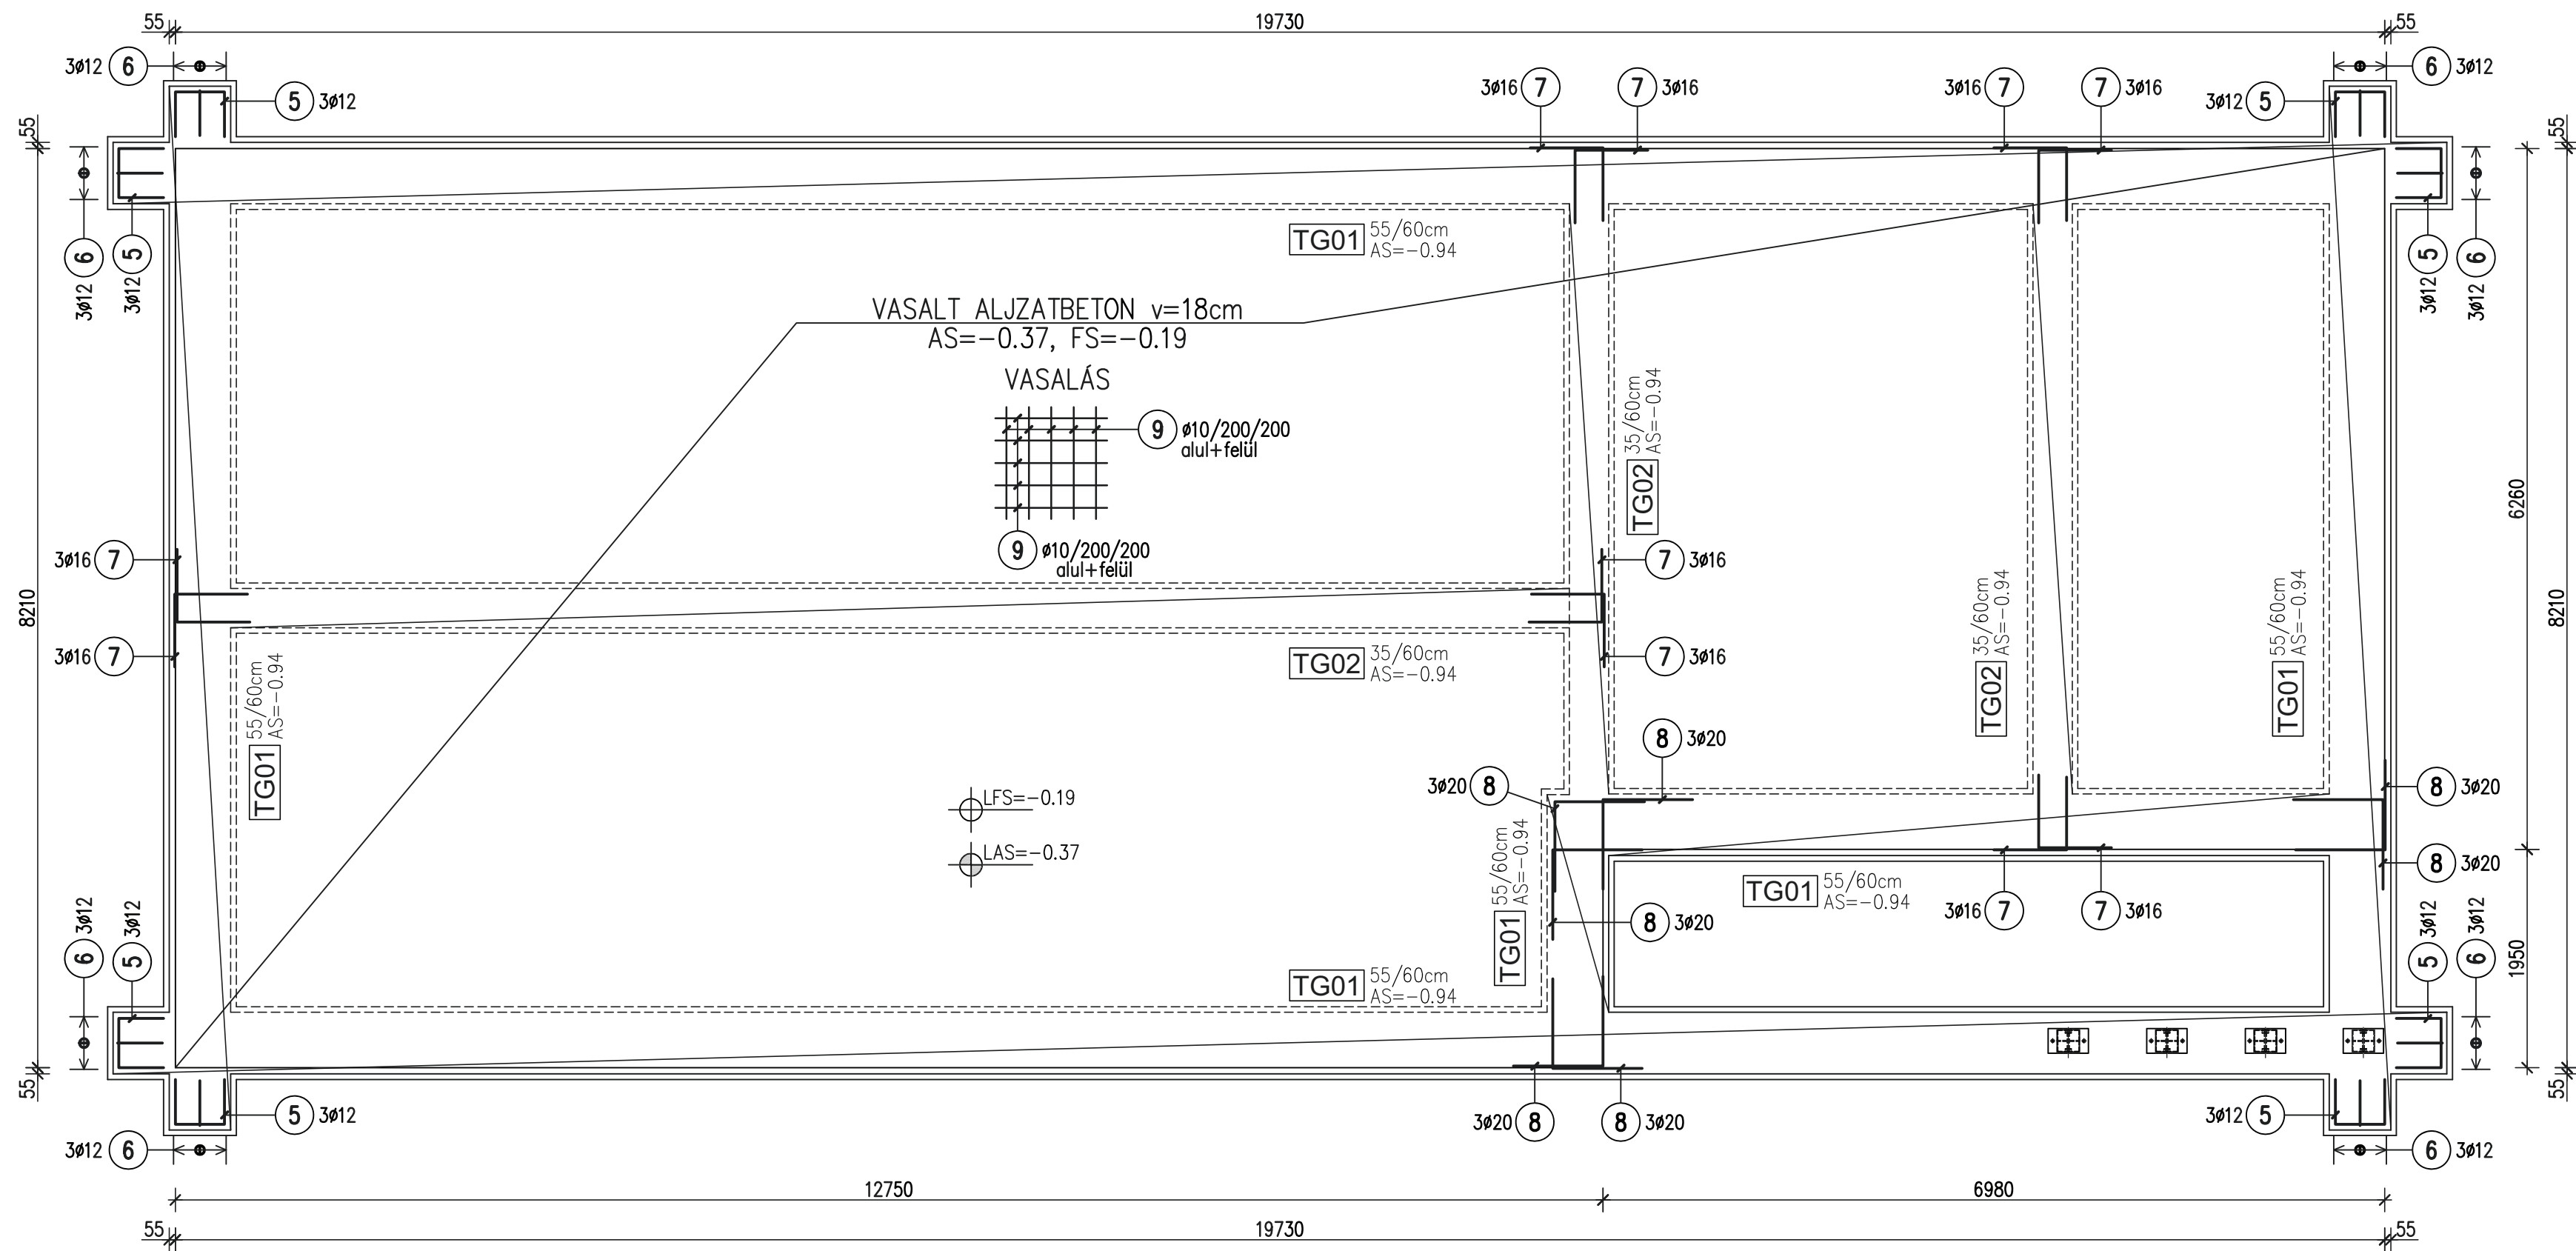 55 19730 55
3ø12 6
5 3ø12
3ø16 7
7 3ø16
3ø16 7
7 3ø16
3ø12 5
6 3ø12
55
55
6 3ø12
5 3ø12
5 3ø12
6 3ø12
TG01 55/60cm
AS=-0.94
VASALT ALJZATBETON v=18cm
AS=-0.37, FS=-0.19
VASALÁS
9 ø10/200/200
alul+felül
9 ø10/200/200
alul+felül
TG02 35/60cm
AS=-0.94
6260
8210
8210
3ø16 7
7 3ø16
3ø16 7
7 3ø16
TG02 35/60cm
AS=-0.94
TG02 35/60cm
AS=-0.94
TG01 55/60cm
AS=-0.94
TG01 55/60cm
AS=-0.94
8 3ø20
3ø20 8
8 3ø20
LFS=-0.19
LAS=-0.37
8 3ø20
TG01 55/60cm
AS=-0.94
TG01 55/60cm
AS=-0.94
3ø16 7
7 3ø16
8 3ø20
6 3ø12
5 3ø12
5 3ø12
6 3ø12
1950
TG01 55/60cm
AS=-0.94
55
55
5 3ø12
3ø20 8
8 3ø20
3ø12 5
3ø12 6
6 3ø12
12750 6980
55 19730 55